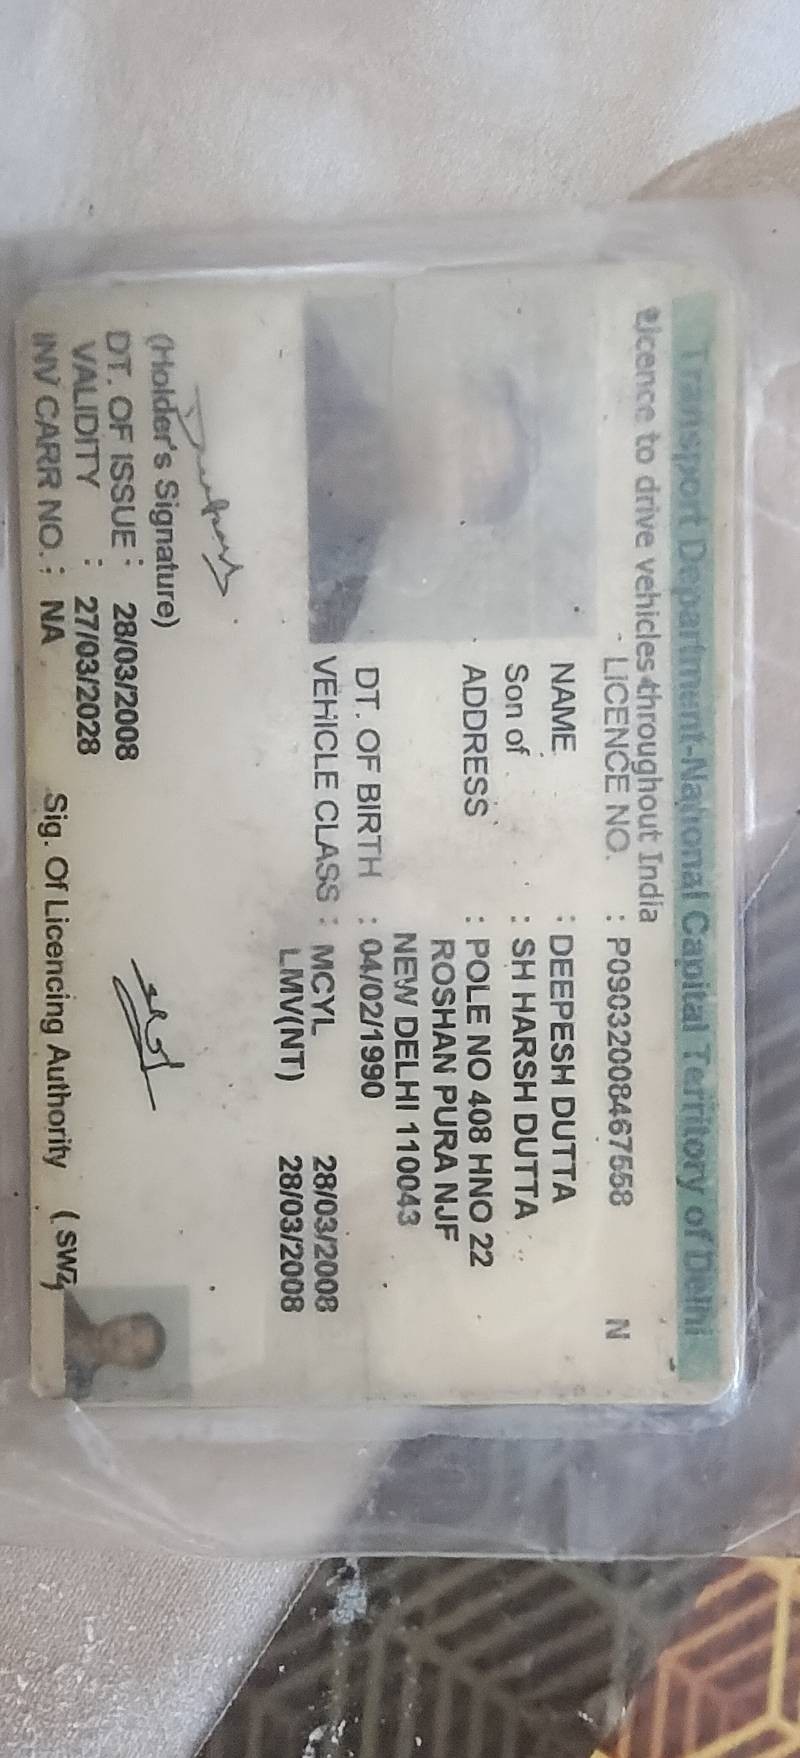 Transport Department-National Capital Territory of Delhi
Licence to drive vehicles throughout India
LICENCE NO. : P09032008467558 N
NAME : DEEPESH DUTTA
Son of : SH HARSH DUTTA
ADDRESS : POLE NO 408 HNO 22
ROSHAN PURA NJF
NEW DELHI 110043
DT. OF BIRTH : 04/02/1990
VEHICLE CLASS : MCYL 28/03/2008
LMV(NT) 28/03/2008
(Holder's Signature)
DT. OF ISSUE : 28/03/2008
VALIDITY : 27/03/2028
INV CARR NO. : NA
Sig. Of Licencing Authority (SWZ)